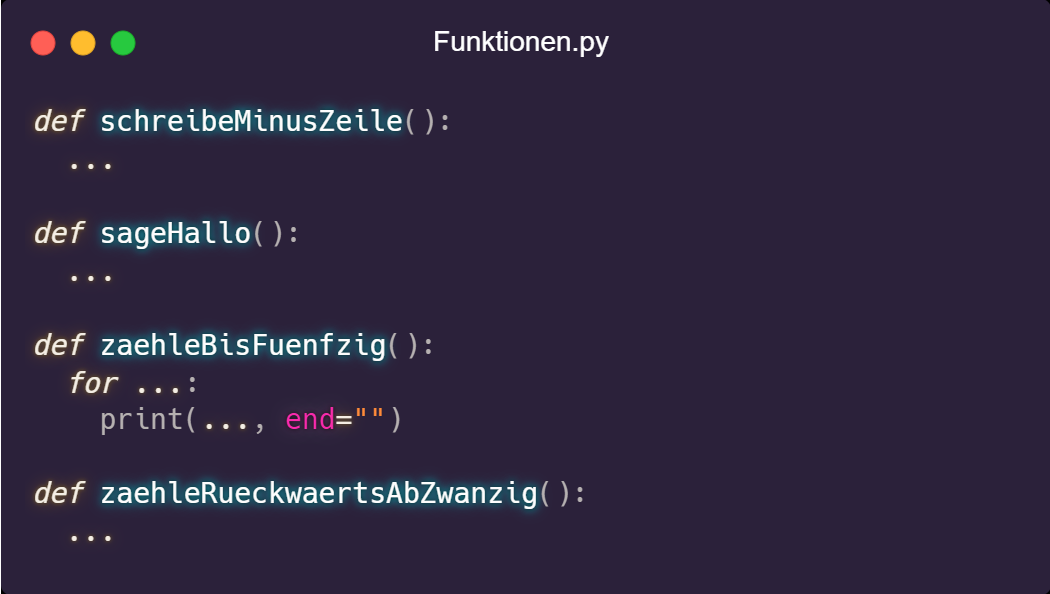 Funktionen.py
def schreibeMinusZeile():
  ...
def sageHallo():
  ...
def zaehleBisFuenfzig():
  for ...:
    print(..., end="")
def zaehleRueckwaertsAbZwanzig():
  ...